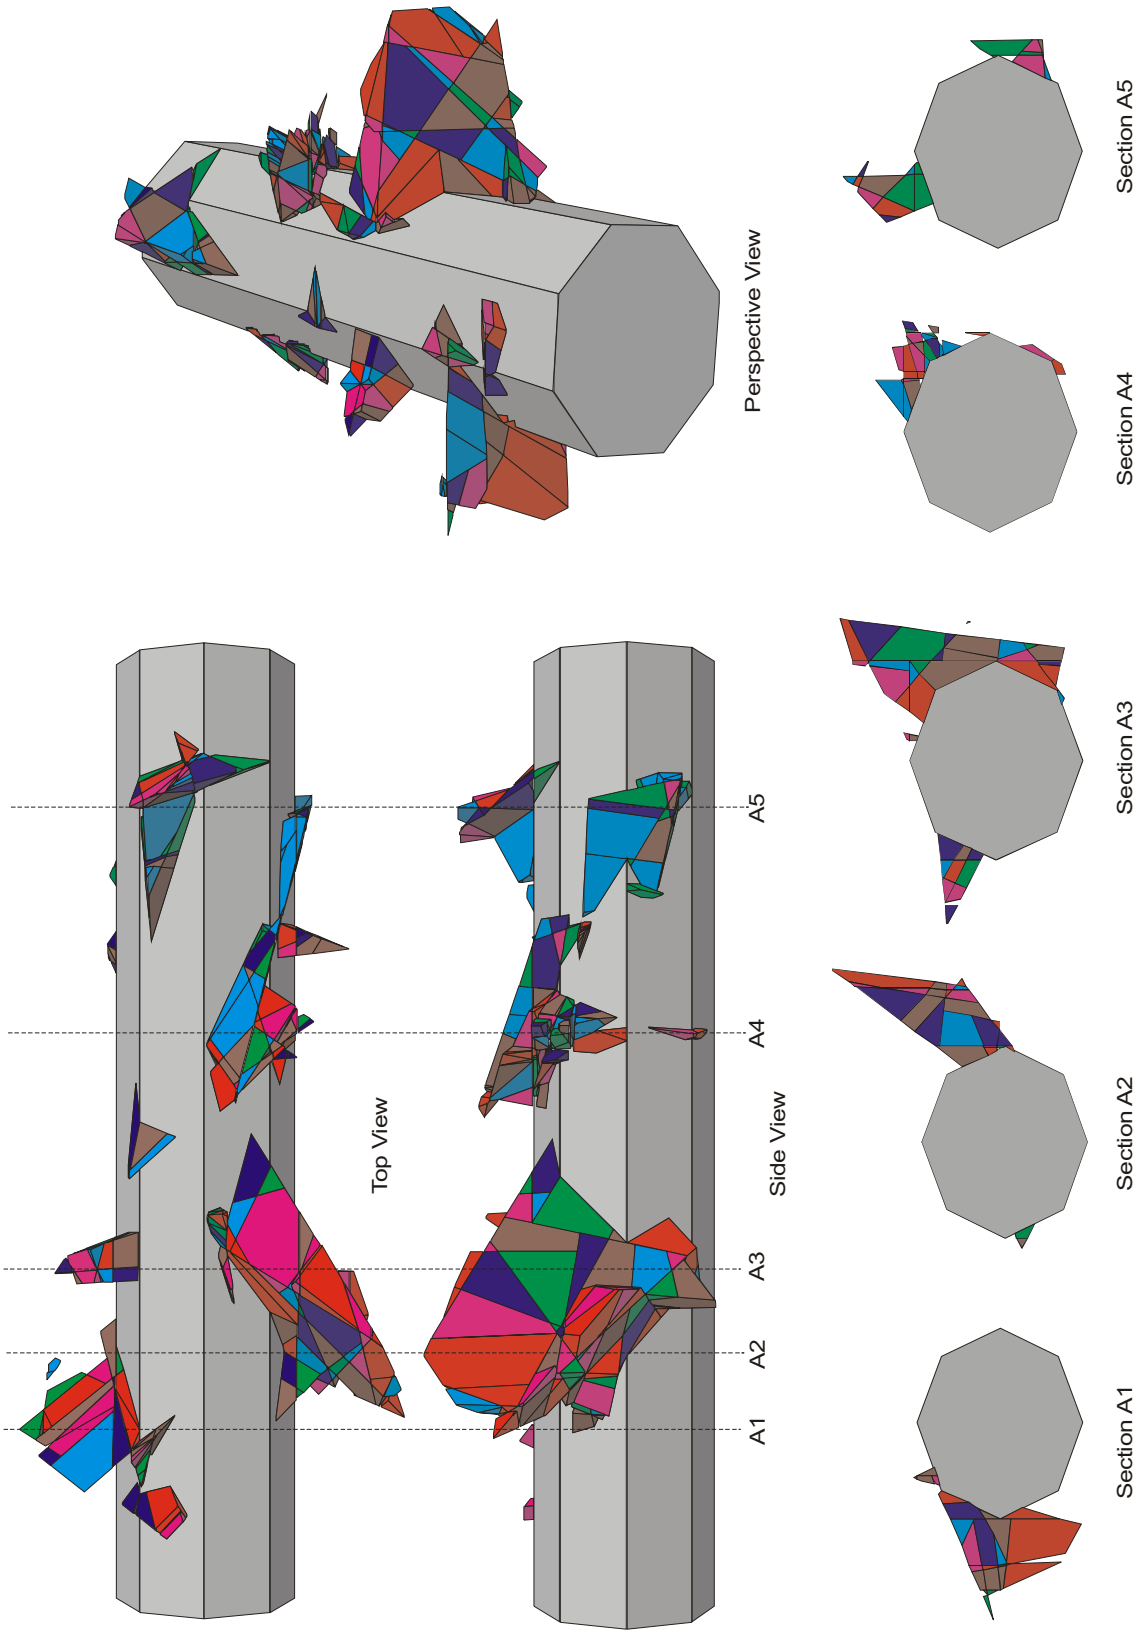 Perspective View
Top View
Side View
A1
A2
A3
A4
A5
Section A1
Section A2
Section A3
Section A4
Section A5